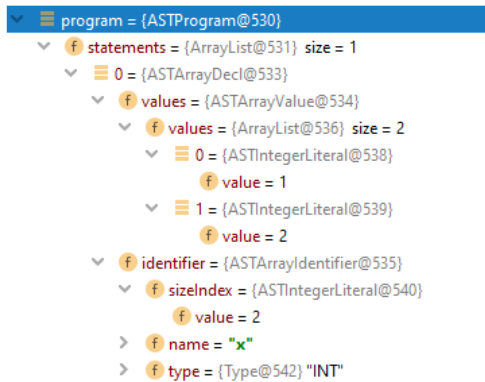 program = {ASTProgram@530}
f statements = {ArrayList@531} size = 1
0 = {ASTArrayDecl@533}
f values = {ASTArrayValue@534}
f values = {ArrayList@536} size = 2
0 = {ASTIntegerLiteral@538}
f value = 1
1 = {ASTIntegerLiteral@539}
f value = 2
f identifier = {ASTArrayIdentifier@535}
f sizeIndex = {ASTIntegerLiteral@540}
f value = 2
f name = "x"
f type = {Type@542} "INT"